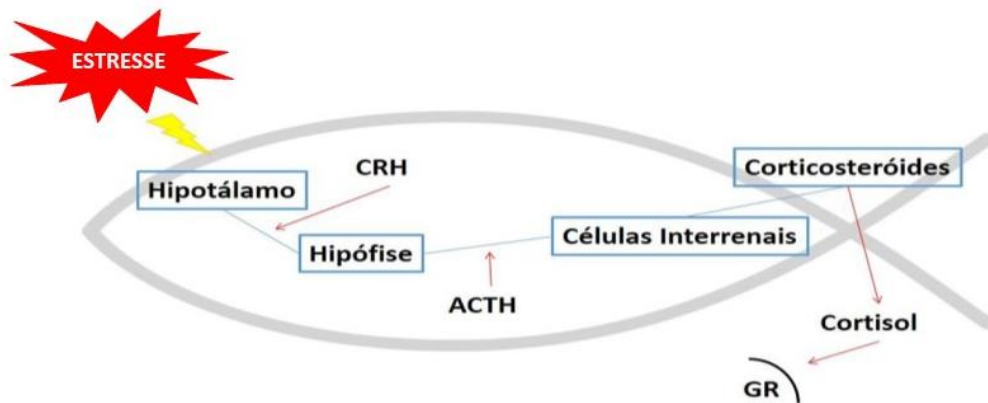 ESTRESSE
CRH
Corticosteróides
Hipotálamo
Células Interrenais
Hipófise
ACTH
Cortisol
GR